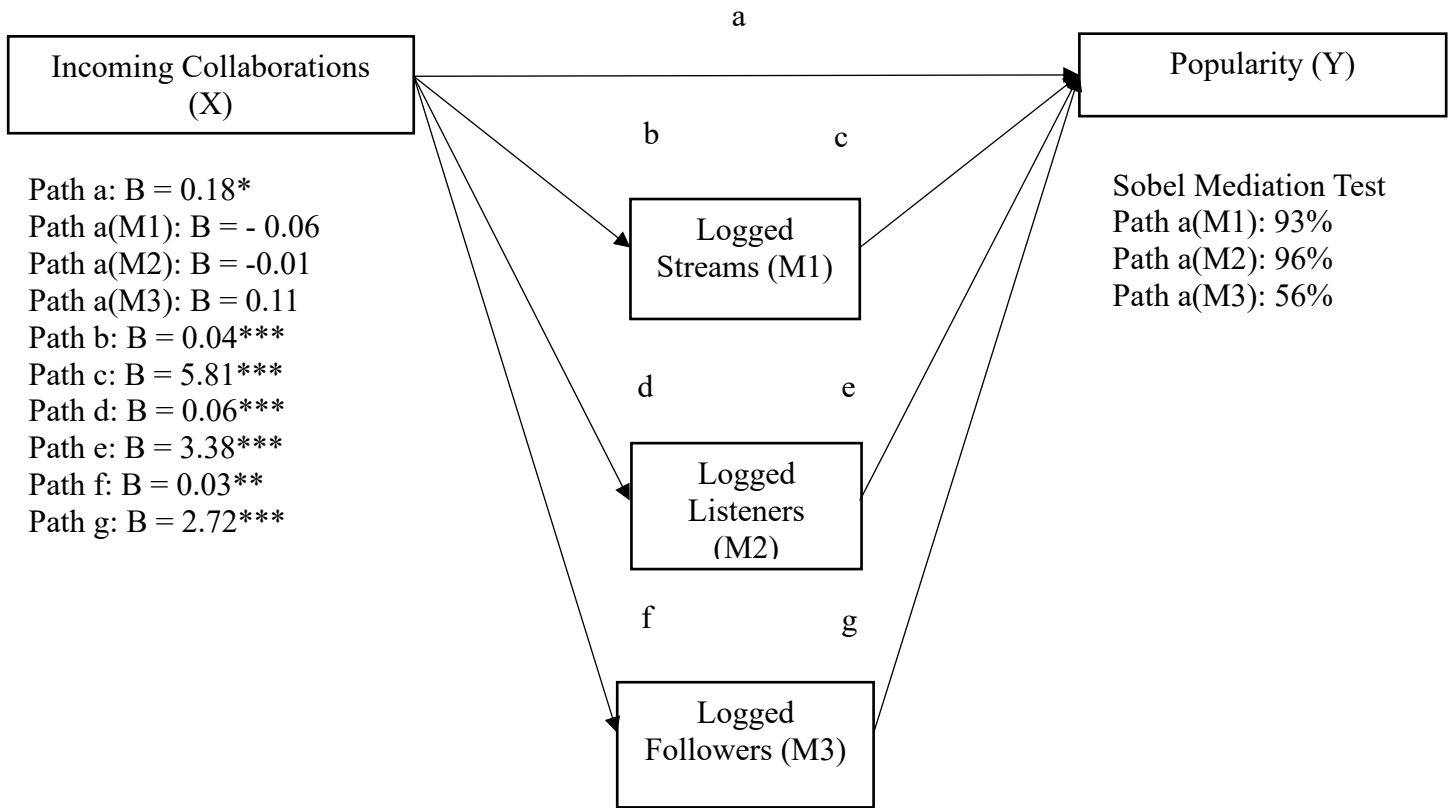 a
Incoming Collaborations
(X)
Popularity (Y)
b
c
Path a: B = 0.18*
Path a(M1): B = - 0.06
Path a(M2): B = -0.01
Path a(M3): B = 0.11
Path b: B = 0.04***
Path c: B = 5.81***
Path d: B = 0.06***
Path e: B = 3.38***
Path f: B = 0.03**
Path g: B = 2.72***
Logged
Streams (M1)
Sobel Mediation Test
Path a(M1): 93%
Path a(M2): 96%
Path a(M3): 56%
d
e
Logged
Listeners
(M2)
f
g
Logged
Followers (M3)